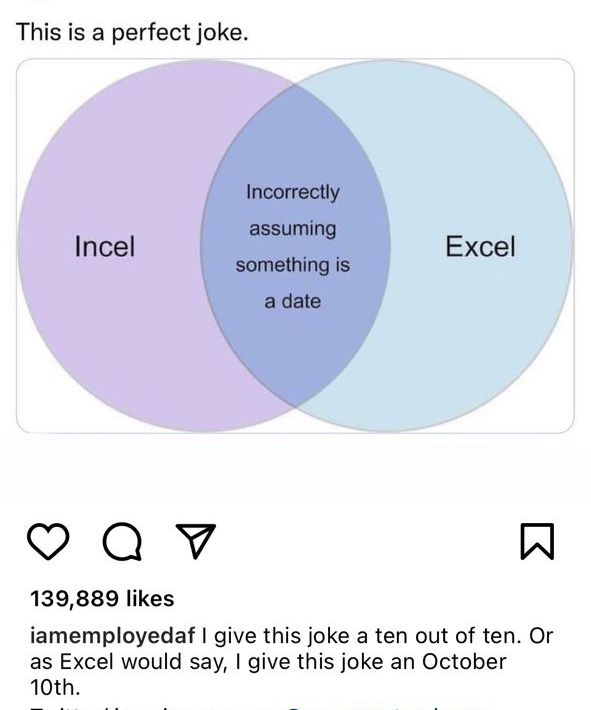 This is a perfect joke.
Incel
Incorrectly
assuming
something is
a date
Excel
139,889 likes
iamemployedaf I give this joke a ten out of ten. Or
as Excel would say, I give this joke an October
10th.